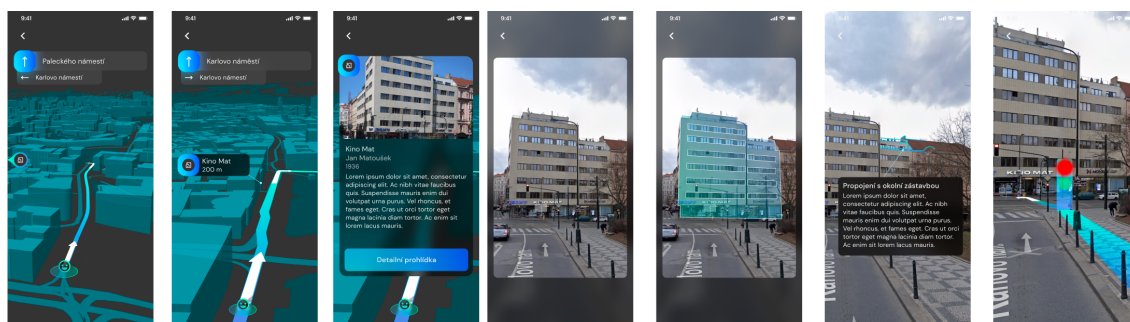 9:41
Paleckého námestí
Karlovo námestí
9:41
Karlovo náměstí
Karlovo námestí
Kino Mat
200 m
9:41
Kino Mat
Jan Matoušek
1936
Lorem ipsum dolor sit amet, consectetur
adipiscing elit. Ac nibh vitae faucibus
quis. Suspendisse mauris enim dui
volutpat urna purus. Vel rhoncus, et
fames eget. Cras ut orci tortor eget
magna lacinia diam tortor. Ac enim sit
lorem lacus mauris.
Detailní prohlídka
9:41
9:41
9:41
Propojení s okolní zástavbou
Lorem ipsum dolor sit amet,
consectetur adipiscing elit. Ac nibh
vitae faucibus quis. Suspendisse
mauris enim dui volutpat urna purus.
Vel rhoncus, et fames eget. Cras ut orci
tortor eget magna lacinia diam tortor.
Ac enim sit lorem lacus mauris.
9:41
KINO MAT